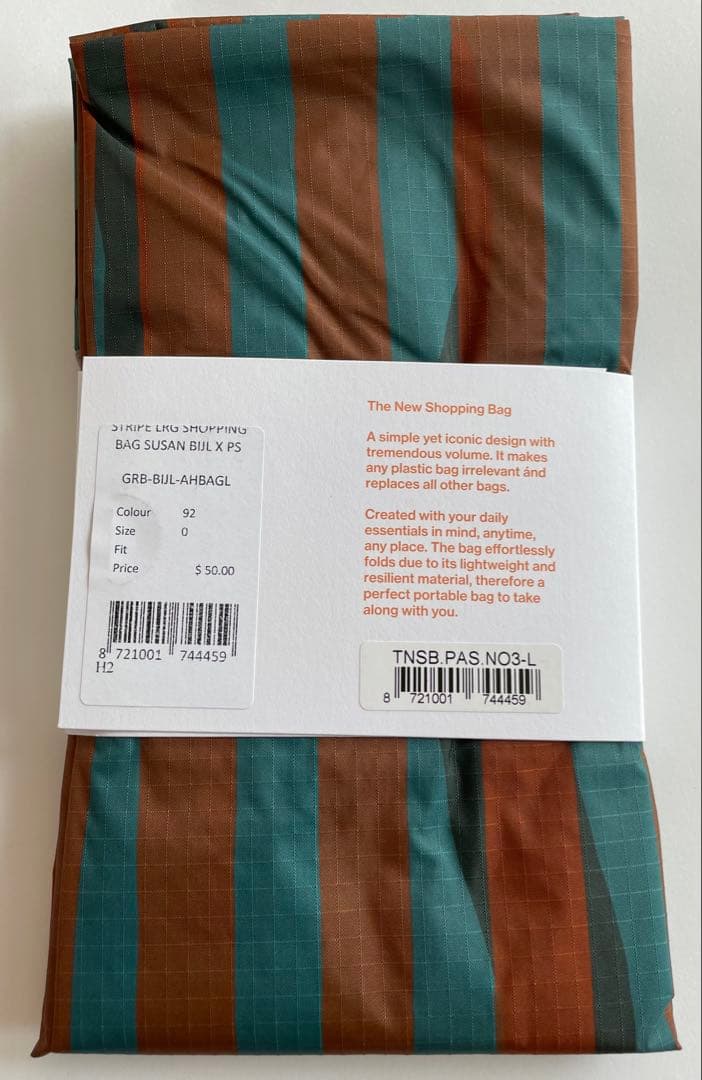 STRIPE LRG SHOPPING
BAG SUSAN BIJL X PS
GRB-BIJL-AHBAGL
Colour 92
Size 0
Fit
Price $ 50.00
8 721001 744459
H2
The New Shopping Bag
A simple yet iconic design with
tremendous volume. It makes
any plastic bag irrelevant ánd
replaces all other bags.
Created with your daily
essentials in mind, anytime,
any place. The bag effortlessly
folds due to its lightweight and
resilient material, therefore a
perfect portable bag to take
along with you.
TNSB.PAS.NO3-L
8 721001 744459